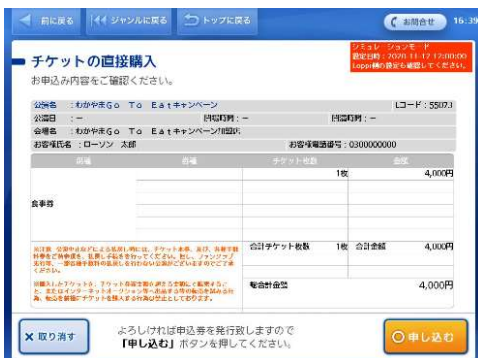 前に戻る ジャンルに戻る トップに戻る お問合せ 16:39
シミュレーションモード
設定日時:2020-11-12 12:00:00
Loppi側の設定も確認してください。
チケットの直接購入
お申込み内容をご確認ください。
公演名 :わかやまGo To Eatキャンペーン Lコード:55073
公演日 :− 開場時間:− 開演時間:−
会場名 :わかやまGo To Eatキャンペーン加盟店
お客様氏名 :ローソン 太郎 お客様電話番号:0300000000
席種 券種 チケット枚数 金額
食事券 1枚 4,000円
合計チケット枚数 1枚 合計金額 4,000円
総合計金額 4,000円
× 取り消す
よろしければ申込券を発行致しますので
「申し込む」ボタンを押してください。
申し込む